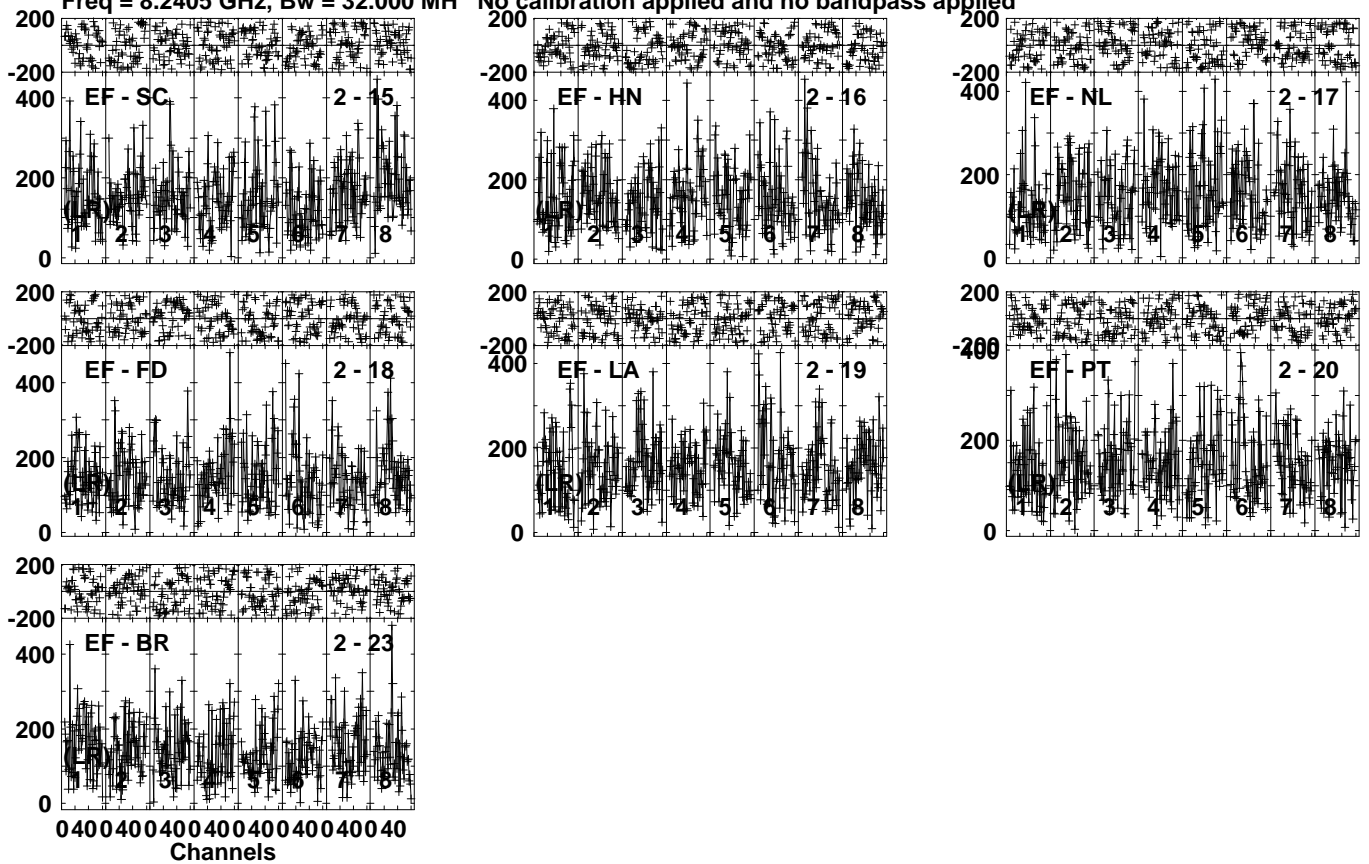 Freq = 8.2405 GHz, Bw = 32.000 MH No calibration applied and no bandpass applied
200
-200
EF - SC 2 - 15
400
200
0
(LR)
1 2 3 4 5 6 7 8
200
-200
EF - HN 2 - 16
400
200
0
(LR)
1 2 3 4 5 6 7 8
200
-200
EF - NL 2 - 17
400
200
0
(LR)
1 2 3 4 5 6 7 8
200
-200
EF - FD 2 - 18
400
200
0
(LR)
1 2 3 4 5 6 7 8
200
-200
EF - LA 2 - 19
400
200
0
(LR)
1 2 3 4 5 6 7 8
200
-200
EF - PT 2 - 20
400
200
0
(LR)
1 2 3 4 5 6 7 8
200
-200
EF - BR 2 - 23
400
200
0
(LR)
1 2 3 4 5 6 7 8
0 40 0 40 0 40 0 40 0 40 0 40 0 40 0 40
Channels